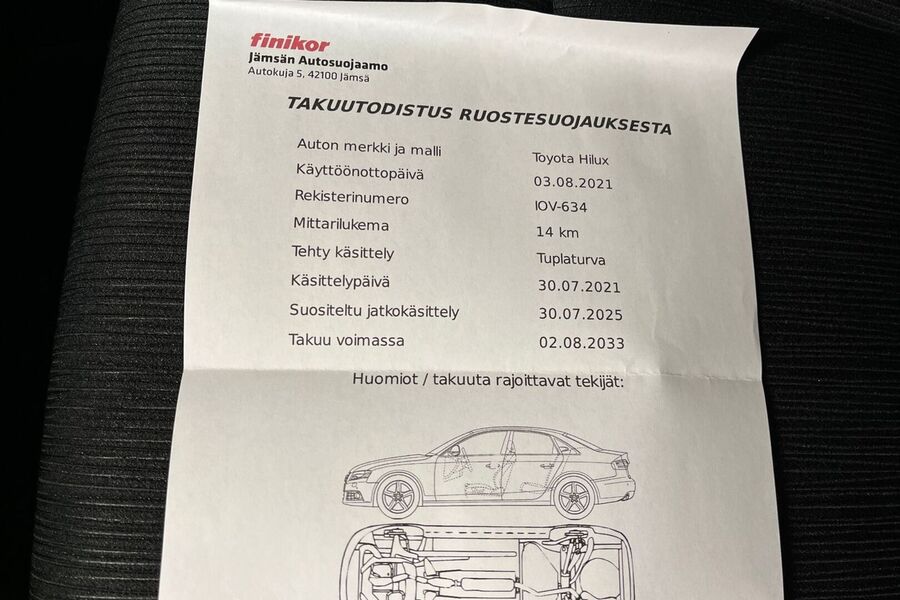 finikor
Jämsän Autosuojaamo
Autokuja 5, 42100 Jämsä
TAKUUTODISTUS RUOSTESUOJAUKSESTA
Auton merkki ja malli Toyota Hilux
Käyttöönottopäivä 03.08.2021
Rekisterinumero IOV-634
Mittarilukema 14 km
Tehty käsittely Tuplaturva
Käsittelypäivä 30.07.2021
Suositeltu jatkokäsittely 30.07.2025
Takuu voimassa 02.08.2033
Huomiot / takuuta rajoittavat tekijät: